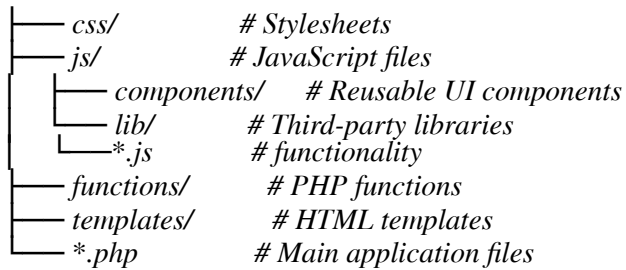 ├── css/ # Stylesheets
├── js/ # JavaScript files
│ ├── components/ # Reusable UI components
│ └── lib/ # Third-party libraries
│ └──*.js # functionality
├── functions/ # PHP functions
├── templates/ # HTML templates
└── *.php # Main application files